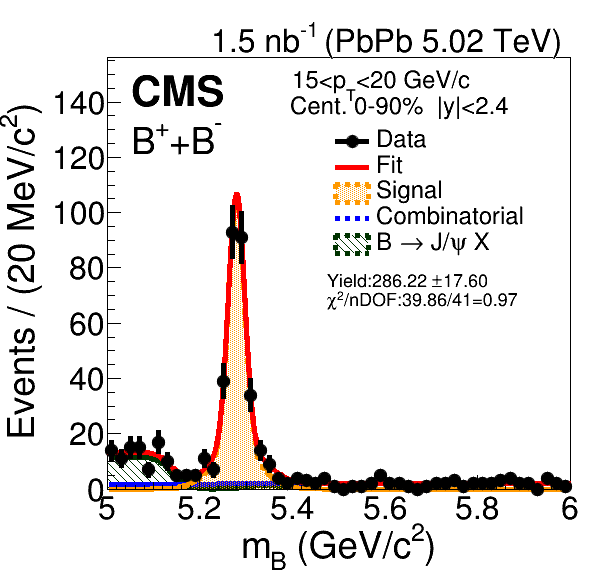 1.5 nb⁻¹ (PbPb 5.02 TeV)
CMS
15<p_T<20 GeV/c
Cent. 0-90% |y|<2.4
B⁺+B⁻
Data
Fit
Signal
Combinatorial
B → J/ψ X
Yield:286.22 ±17.60
χ²/nDOF:39.86/41=0.97
Events / (20 MeV/c²)
140
120
100
80
60
40
20
0
5
5.2
5.4
5.6
5.8
6
m_B (GeV/c²)